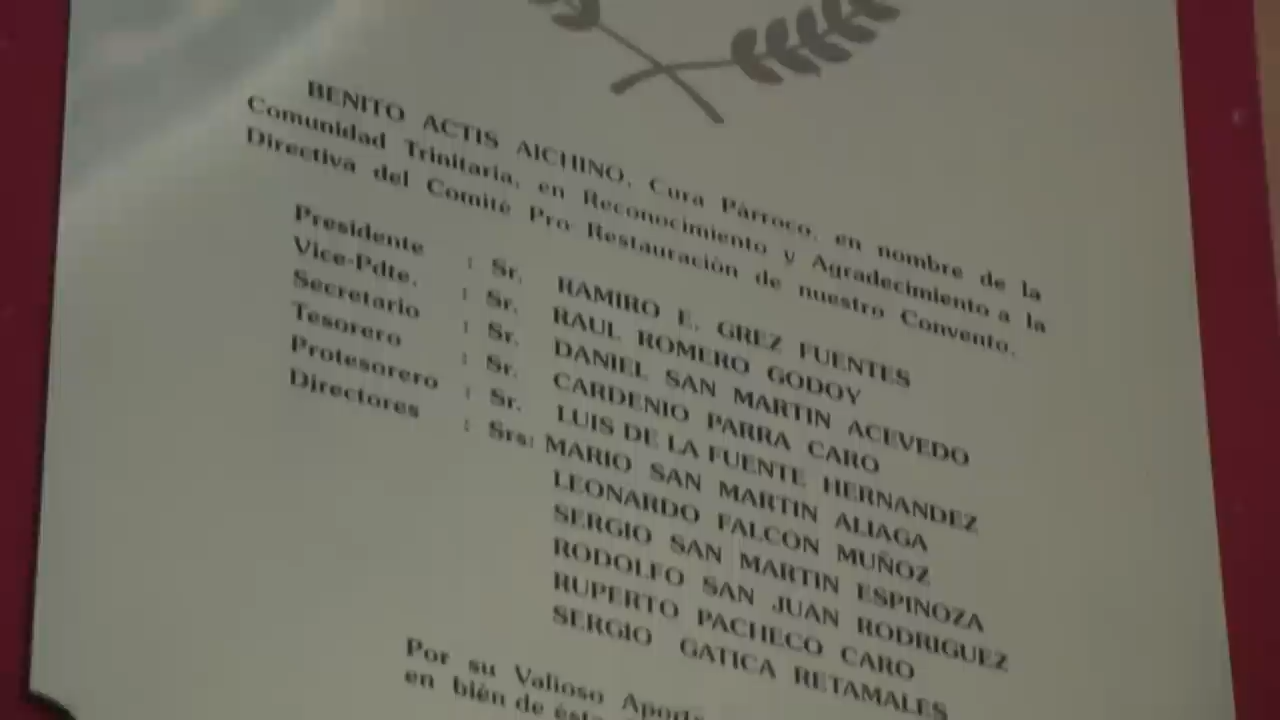 BENITO ACTIS AICHINO, Cura Párroco, en nombre de la
Comunidad Trinitaria, en Reconocimiento y Agradecimiento a la
Directiva del Comité Pro Restauración de nuestro Convento.
Presidente : Sr. RAMIRO E. GREZ FUENTES
Vice-Pdte. : Sr. RAUL ROMERO GODOY
Secretario : Sr. DANIEL SAN MARTIN ACEVEDO
Tesorero : Sr. CARDENIO PARRA CARO
Protesorero : Sr. LUIS DE LA FUENTE HERNANDEZ
Directores : Srs: MARIO SAN MARTIN ALIAGA
LEONARDO FALCON MUÑOZ
SERGIO SAN MARTIN ESPINOZA
RODOLFO SAN JUAN RODRIGUEZ
RUPERTO PACHECO CARO
SERGIO GATICA RETAMALES
Por su Valioso
en bién de